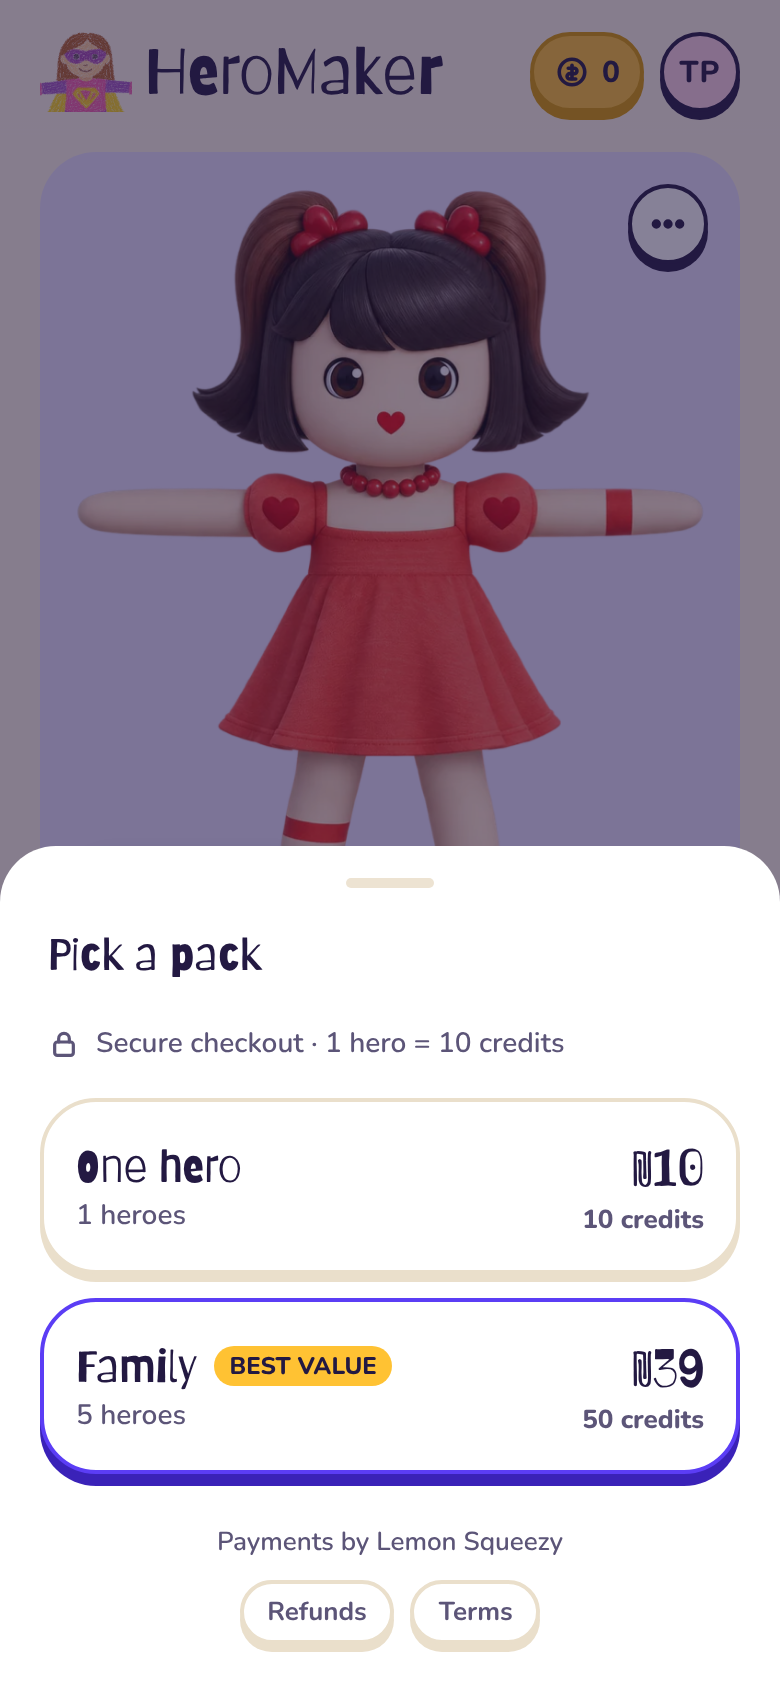 HeroMaker
0
TP
Pick a pack
Secure checkout · 1 hero = 10 credits
One hero
₪10
1 heroes
10 credits
Family
BEST VALUE
₪39
5 heroes
50 credits
Payments by Lemon Squeezy
Refunds
Terms